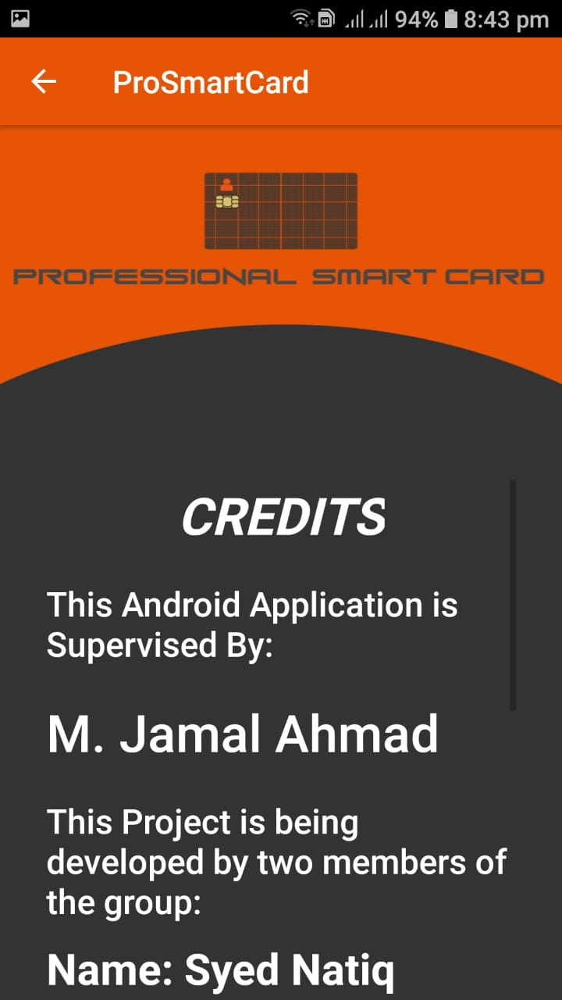 94% 8:43 pm
ProSmartCard
PROFESSIONAL SMART CARD
CREDITS
This Android Application is
Supervised By:
M. Jamal Ahmad
This Project is being
developed by two members of
the group:
Name: Syed Natiq